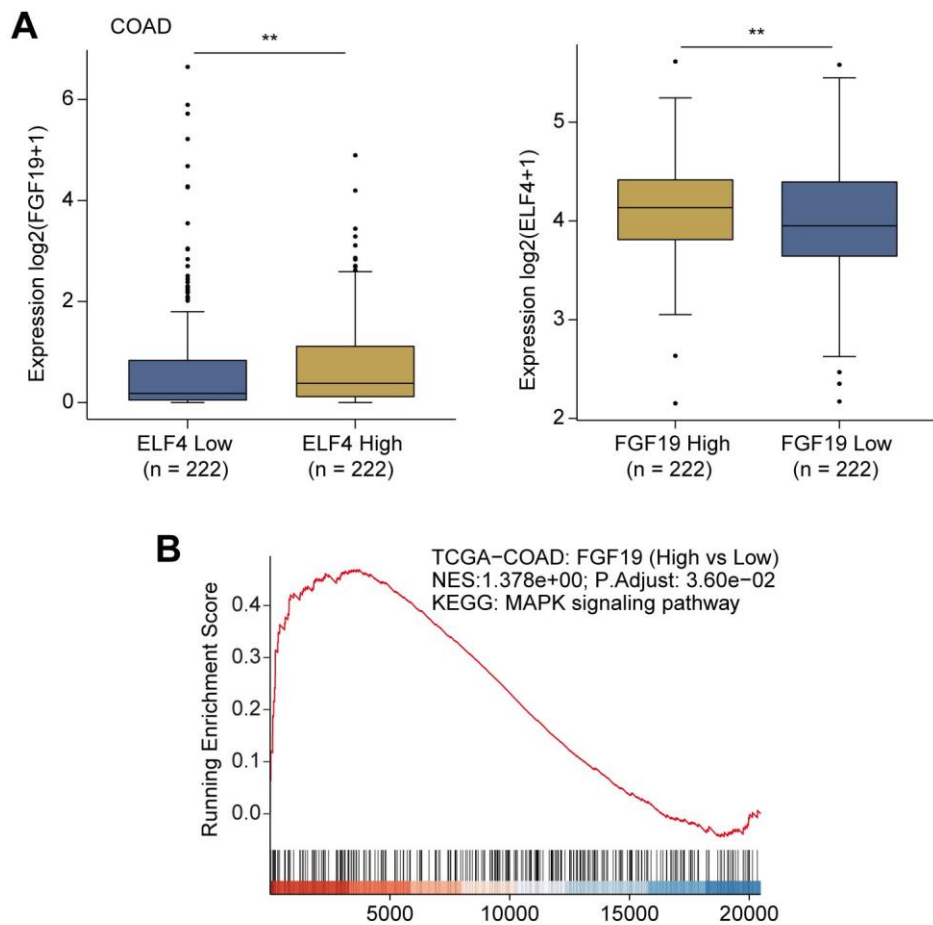 A
COAD
**
Expression log2(FGF19+1)
6
4
2
0
ELF4 Low
(n = 222)
ELF4 High
(n = 222)
**
Expression log2(ELF4+1)
5
4
3
2
FGF19 High
(n = 222)
FGF19 Low
(n = 222)
B
TCGA−COAD: FGF19 (High vs Low)
NES:1.378e+00; P.Adjust: 3.60e−02
KEGG: MAPK signaling pathway
Running Enrichment Score
0.4
0.3
0.2
0.1
0.0
5000
10000
15000
20000